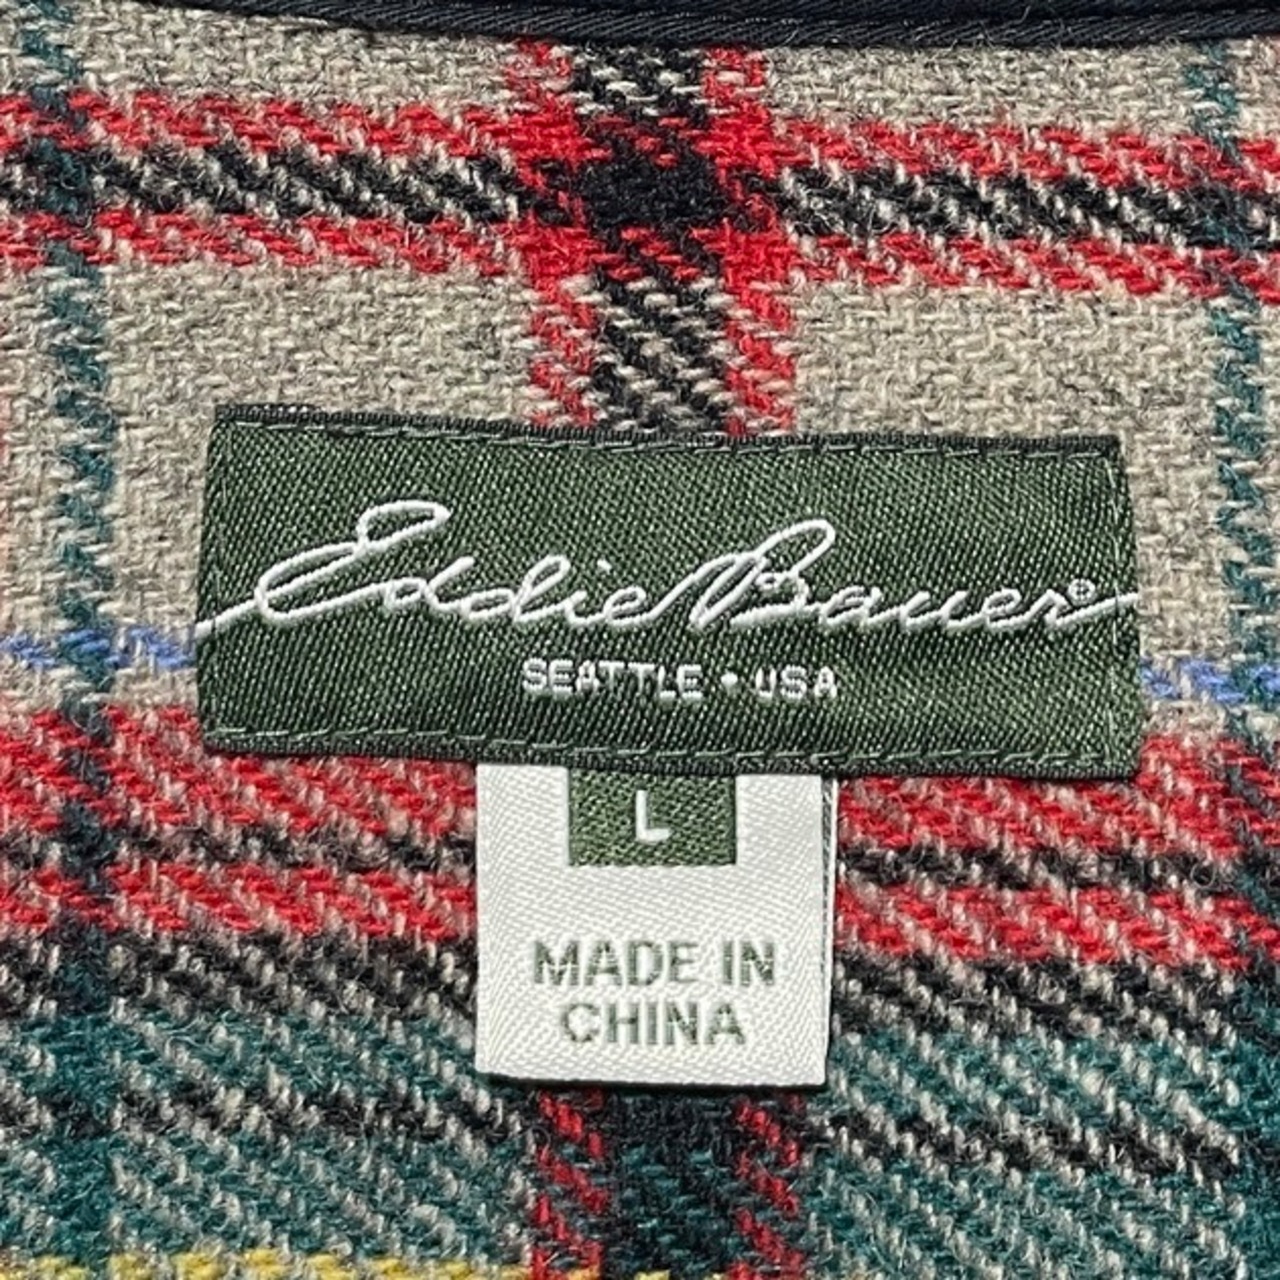 Eddie Bauer®
SEATTLE • USA
L
MADE IN
CHINA